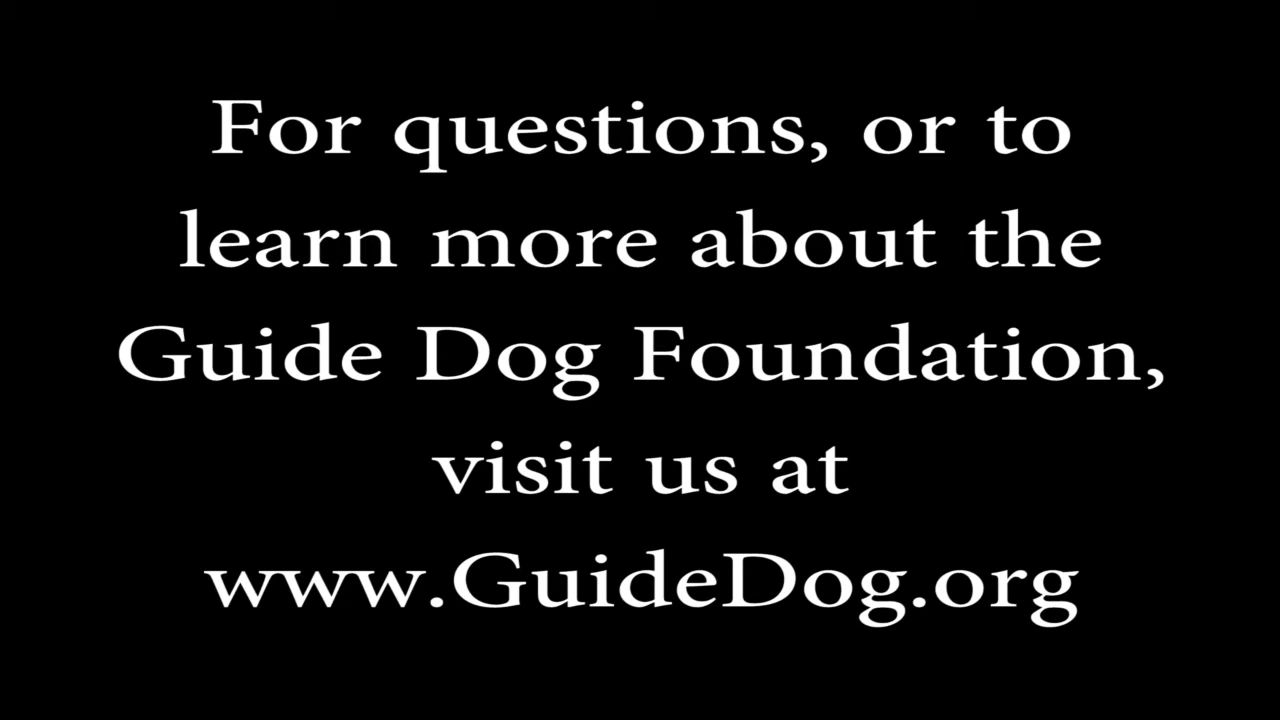 For questions, or to
learn more about the
Guide Dog Foundation,
visit us at
www.GuideDog.org